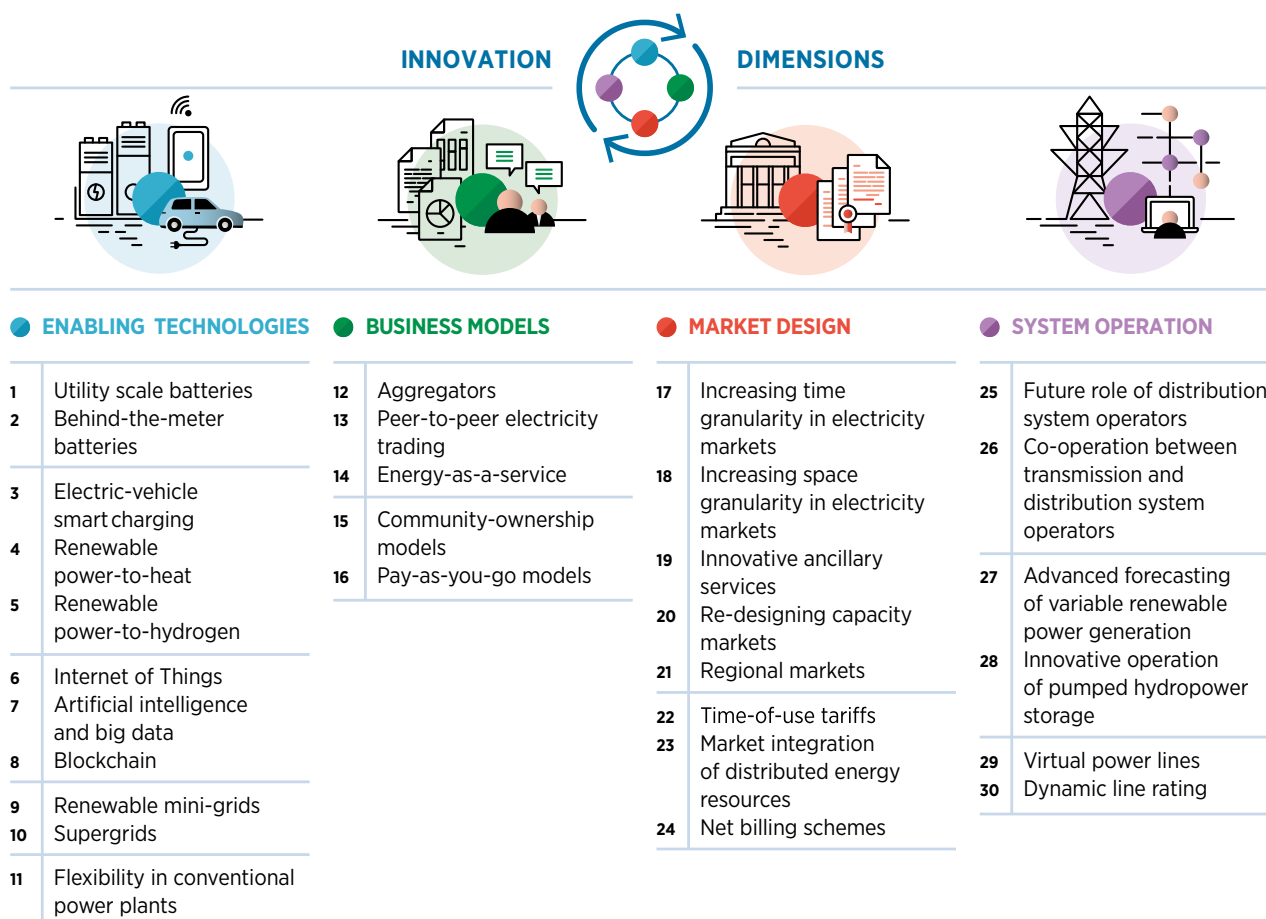 INNOVATION DIMENSIONS
ENABLING TECHNOLOGIES
1 Utility scale batteries
2 Behind-the-meter
batteries
3 Electric-vehicle
smart charging
4 Renewable
power-to-heat
5 Renewable
power-to-hydrogen
6 Internet of Things
7 Artificial intelligence
and big data
8 Blockchain
9 Renewable mini-grids
10 Supergrids
11 Flexibility in conventional
power plants
BUSINESS MODELS
12 Aggregators
13 Peer-to-peer electricity
trading
14 Energy-as-a-service
15 Community-ownership
models
16 Pay-as-you-go models
MARKET DESIGN
17 Increasing time
granularity in electricity
markets
18 Increasing space
granularity in electricity
markets
19 Innovative ancillary
services
20 Re-designing capacity
markets
21 Regional markets
22 Time-of-use tariffs
23 Market integration
of distributed energy
resources
24 Net billing schemes
SYSTEM OPERATION
25 Future role of distribution
system operators
26 Co-operation between
transmission and
distribution system
operators
27 Advanced forecasting
of variable renewable
power generation
28 Innovative operation
of pumped hydropower
storage
29 Virtual power lines
30 Dynamic line rating